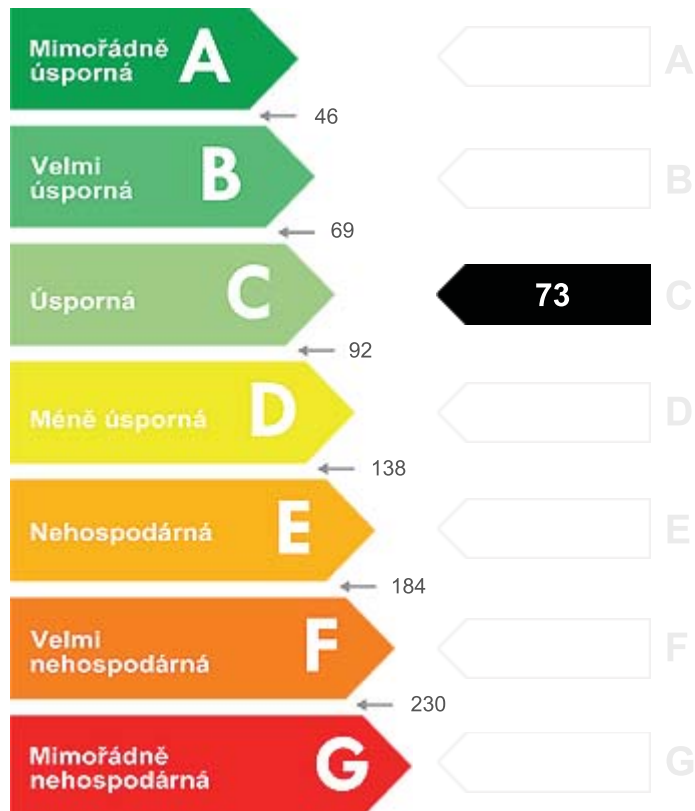 Mimořádně
úsporná
A
A
46
Velmi
úsporná
B
B
69
Úsporná
C
73
C
92
Méně úsporná
D
D
138
Nehospodárná
E
E
184
Velmi
nehospodárná
F
F
230
Mimořádně
nehospodárná
G
G